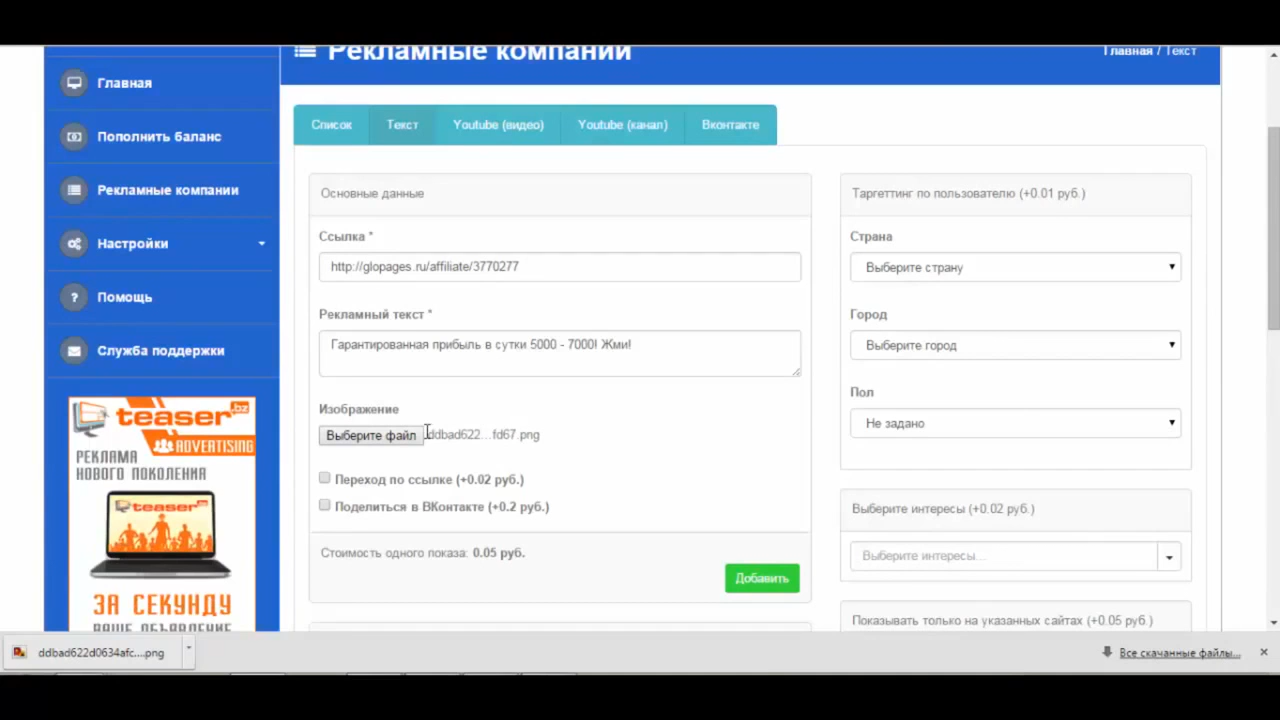 Рекламные компании
Главная / Текст
Главная
Пополнить баланс
Рекламные компании
Настройки
Помощь
Служба поддержки
teaser.bz
ADVERTISING
РЕКЛАМА
НОВОГО ПОКОЛЕНИЯ
teaser
ЗА СЕКУНДУ
ВАШЕ ОБЪЯВЛЕНИЕ
Список
Текст
Youtube (видео)
Youtube (канал)
Вконтакте
Основные данные
Ссылка *
http://glopages.ru/affiliate/3770277
Рекламный текст *
Гарантированная прибыль в сутки 5000 - 7000! Жми!
Изображение
Выберите файл
ddbad622...fd67.png
Переход по ссылке (+0.02 руб.)
Поделиться в ВКонтакте (+0.2 руб.)
Стоимость одного показа: 0.05 руб.
Добавить
Таргеттинг по пользователю (+0.01 руб.)
Страна
Выберите страну
Город
Выберите город
Пол
Не задано
Выберите интересы (+0.02 руб.)
Выберите интересы...
Показывать только на указанных сайтах (+0.05 руб.)
ddbad622d0634afc....png
Все скачанные файлы...